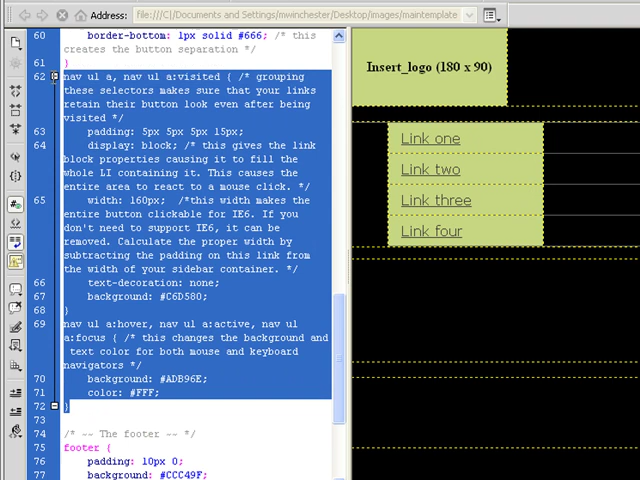 Address: file:///C|/Documents and Settings/mwinchester/Desktop/images/maintemplate
60 border-bottom: 1px solid #666; /* this
creates the button separation */
61 }
62 nav ul a, nav ul a:visited { /* grouping
these selectors makes sure that your links
retain their button look even after being
visited */
63 padding: 5px 5px 5px 15px;
64 display: block; /* this gives the link
block properties causing it to fill the
whole LI containing it. This causes the
entire area to react to a mouse click. */
65 width: 160px;  /*this width makes the
entire button clickable for IE6. If you
don't need to support IE6, it can be
removed. Calculate the proper width by
subtracting the padding on this link from
the width of your sidebar container. */
66 text-decoration: none;
67 background: #C6D580;
68 }
69 nav ul a:hover, nav ul a:active, nav ul
a:focus { /* this changes the background and
text color for both mouse and keyboard
navigators */
70 background: #ADB96E;
71 color: #FFF;
72 }
73
74 /* -- The footer -- */
75 footer {
76 padding: 10px 0;
77 background: #CCC49F;
Insert_logo (180 x 90)
Link one
Link two
Link three
Link four